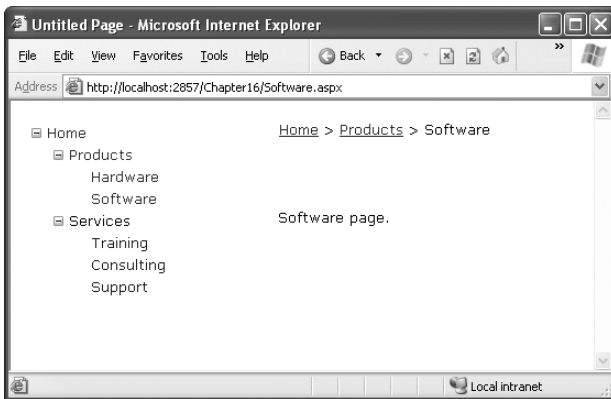 Untitled Page - Microsoft Internet Explorer
File Edit View Favorites Tools Help Back »
Address http://localhost:2857/Chapter16/Software.aspx
Home
Products
Hardware
Software
Services
Training
Consulting
Support
Home > Products > Software
Software page.
Local intranet